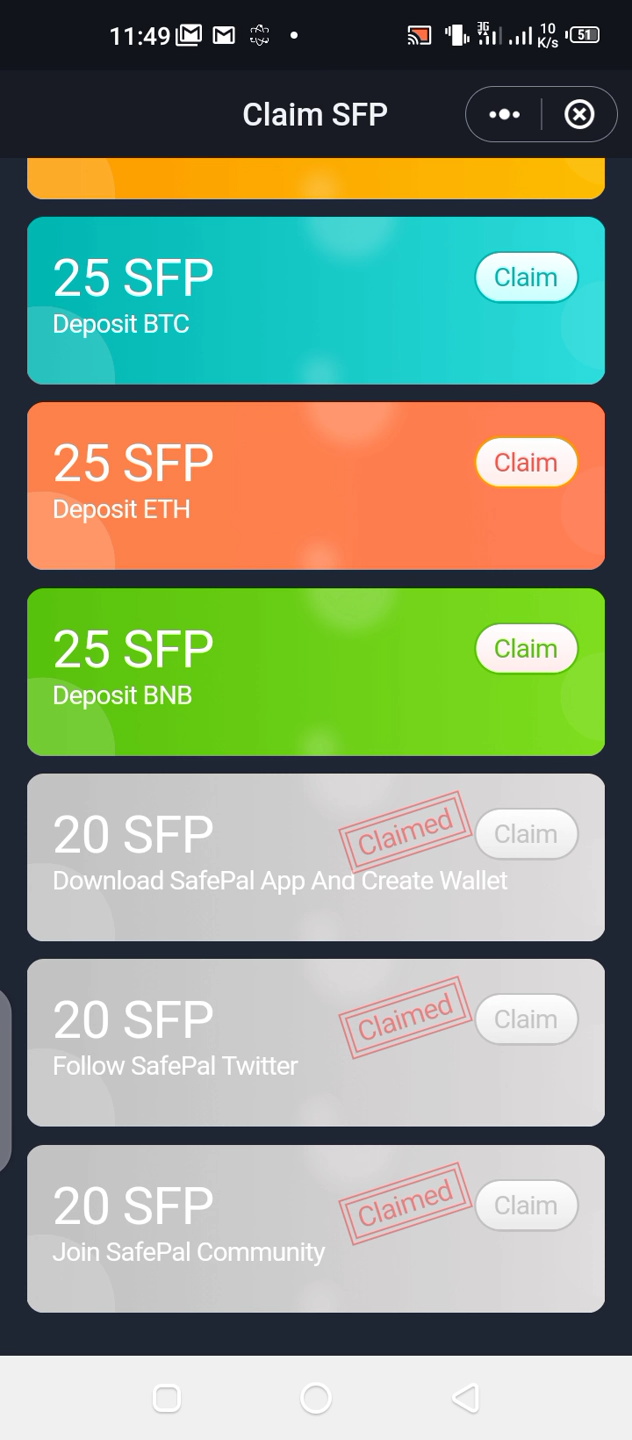 11:49
3G
10
K/s
51
Claim SFP
25 SFP
Claim
Deposit BTC
25 SFP
Claim
Deposit ETH
25 SFP
Claim
Deposit BNB
20 SFP
Claimed
Claim
Download SafePal App And Create Wallet
20 SFP
Claimed
Claim
Follow SafePal Twitter
20 SFP
Claimed
Claim
Join SafePal Community